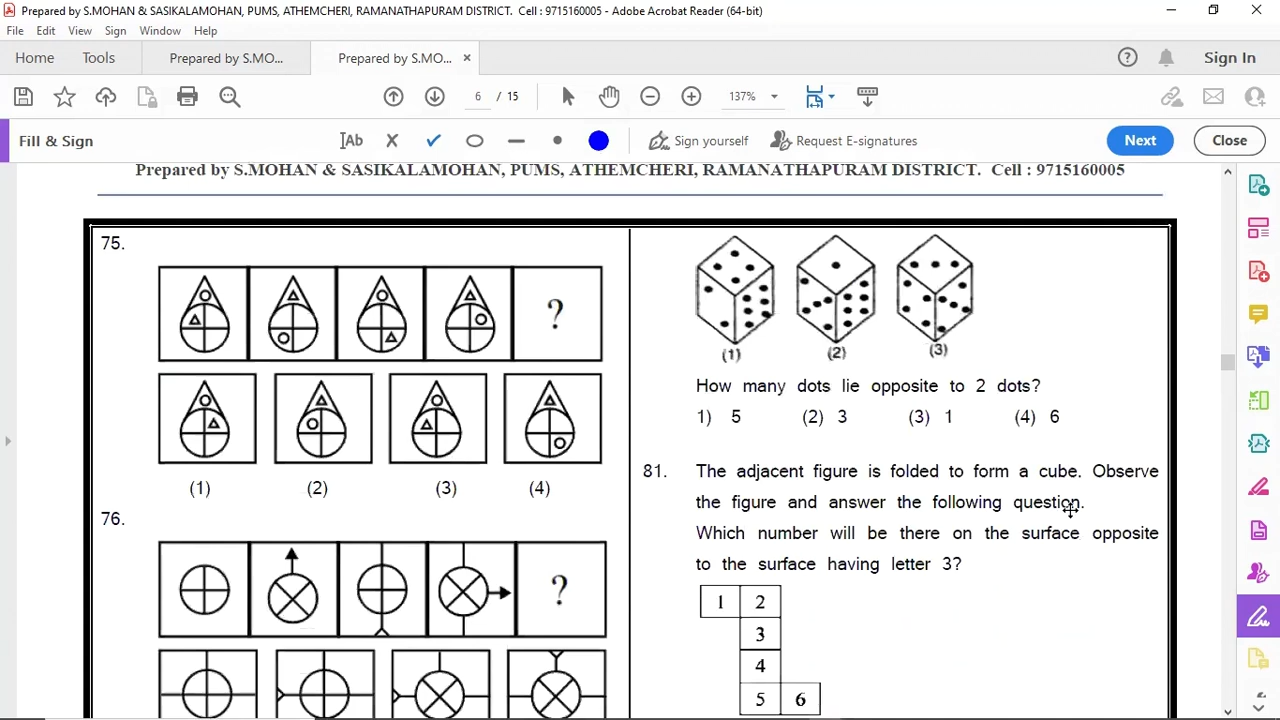 Prepared by S.MOHAN & SASIKALAMOHAN, PUMS, ATHEMCHERI, RAMANATHAPURAM DISTRICT. Cell : 9715160005 - Adobe Acrobat Reader (64-bit)
File Edit View Sign Window Help
Home Tools Prepared by S.MO... Prepared by S.MO... × Sign In
6 / 15 137%
Fill & Sign Ab Sign yourself Request E-signatures Next Close
Prepared by S.MOHAN & SASIKALAMOHAN, PUMS, ATHEMCHERI, RAMANATHAPURAM DISTRICT. Cell : 9715160005
75.
?
(1) (2) (3) (4)
76.
?
(1) (2) (3)
How many dots lie opposite to 2 dots?
1) 5 (2) 3 (3) 1 (4) 6
81. The adjacent figure is folded to form a cube. Observe
the figure and answer the following question.
Which number will be there on the surface opposite
to the surface having letter 3?
1 2
3
4
5 6